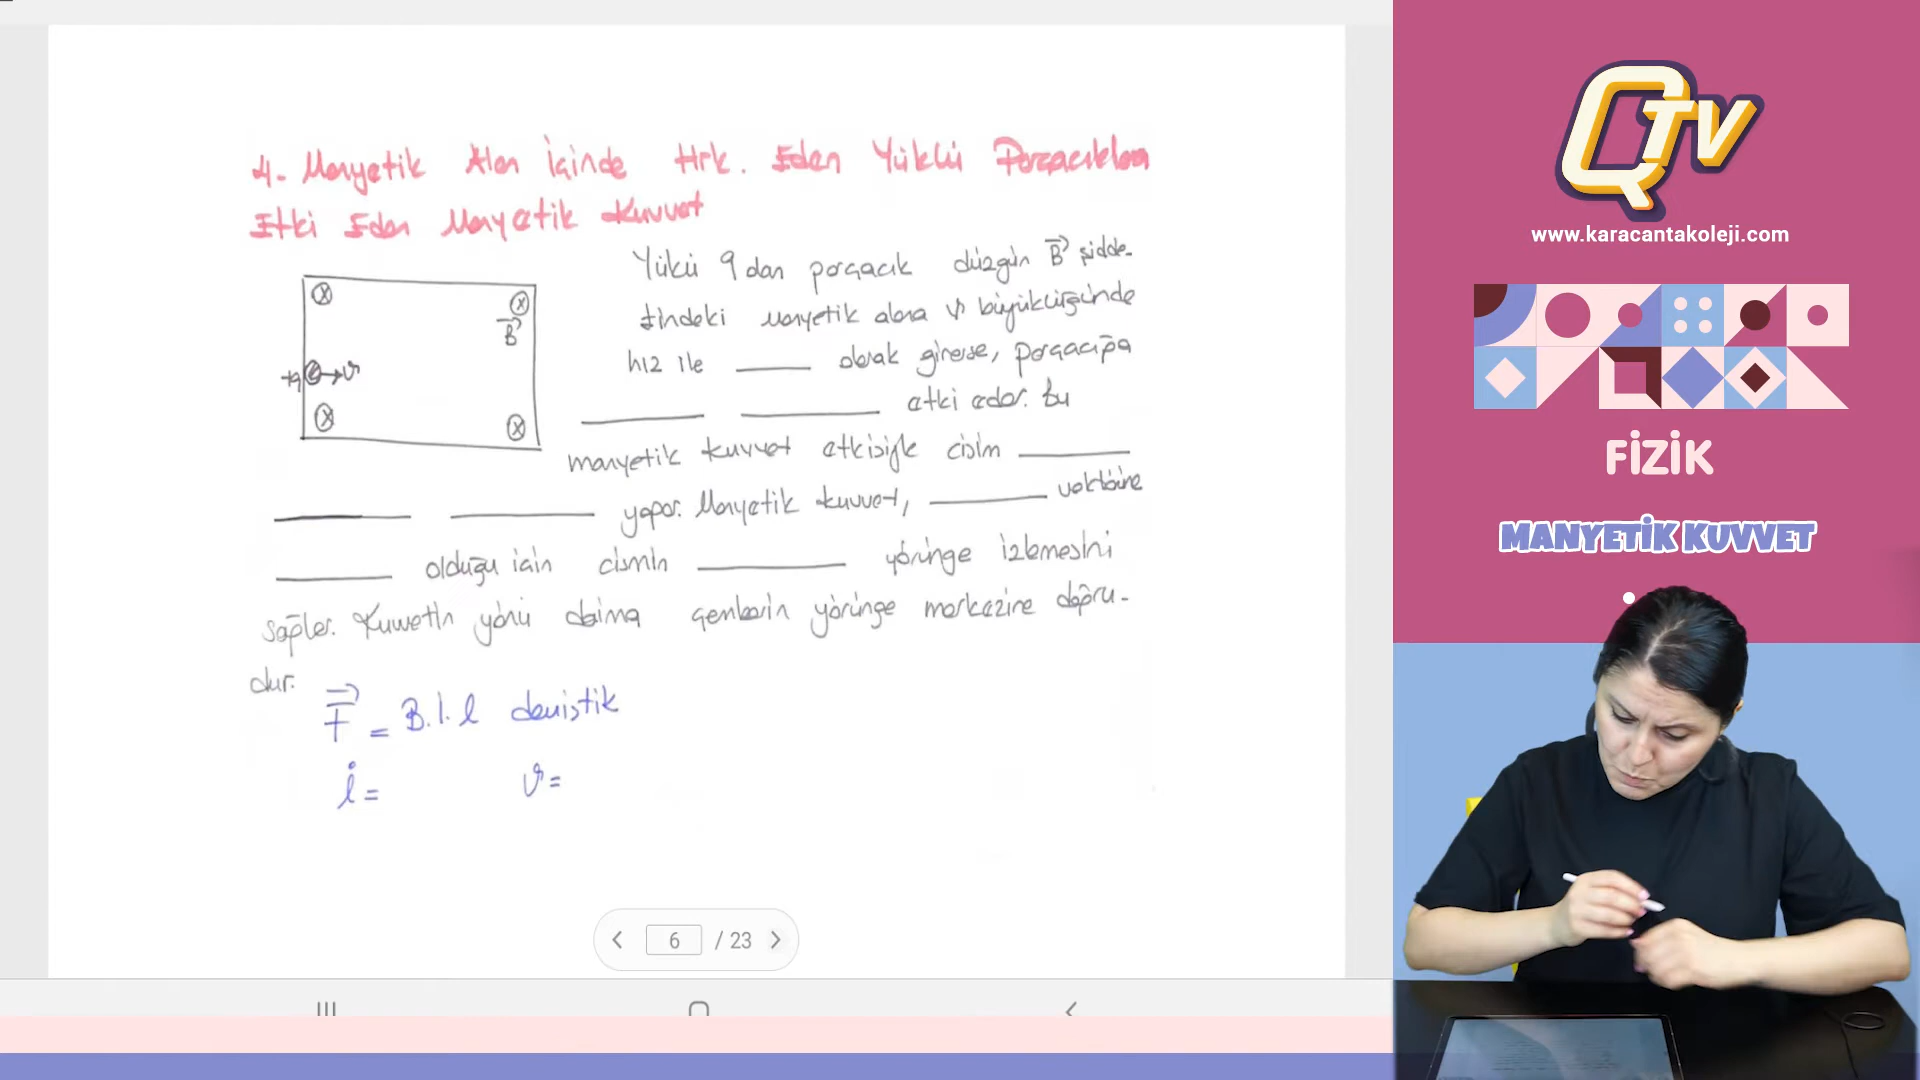 4. Manyetik Alan İçinde Hrk. Eden Yüklü Parçacıklara
Etki Eden Manyetik Kuvvet
Yükü q olan parçacık düzgün B şidde-
tindeki manyetik alana v büyüklüğünde
hız ile ____ olarak girerse, parçacığa
____ ____ etki eder. Bu
manyetik kuvvet etkisiyle cisim ____
____ ____ yapar. Manyetik kuvvet, ____ vektörüne
____ olduğu için cismin ____ yörünge izlemesini
sağlar. Kuvvetin yönü daima çemberin yörünge merkezine doğru-
dur.
X
X
B
+q
v
X
X
F = B.i.l demiştik
i =
v =
6 / 23
QTV
www.karacantakoleji.com
FİZİK
MANYETİK KUVVET